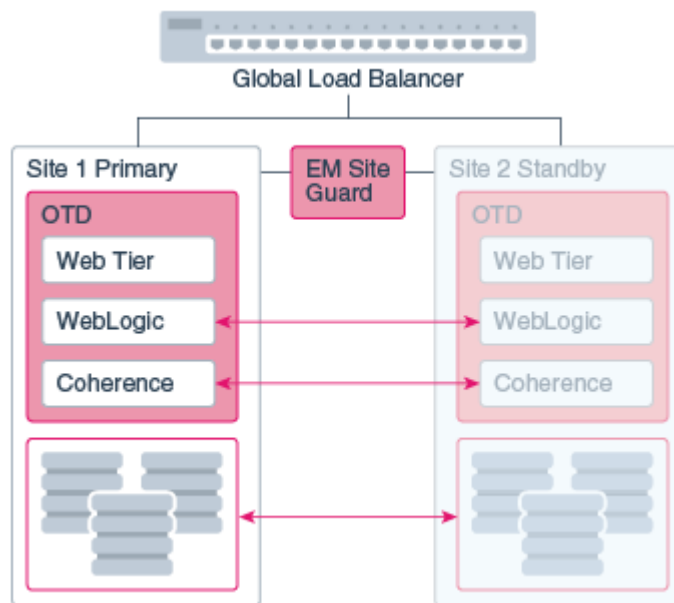 Global Load Balancer
Site 1 Primary
EM Site
Guard
Site 2 Standby
OTD
Web Tier
WebLogic
Coherence
OTD
Web Tier
WebLogic
Coherence